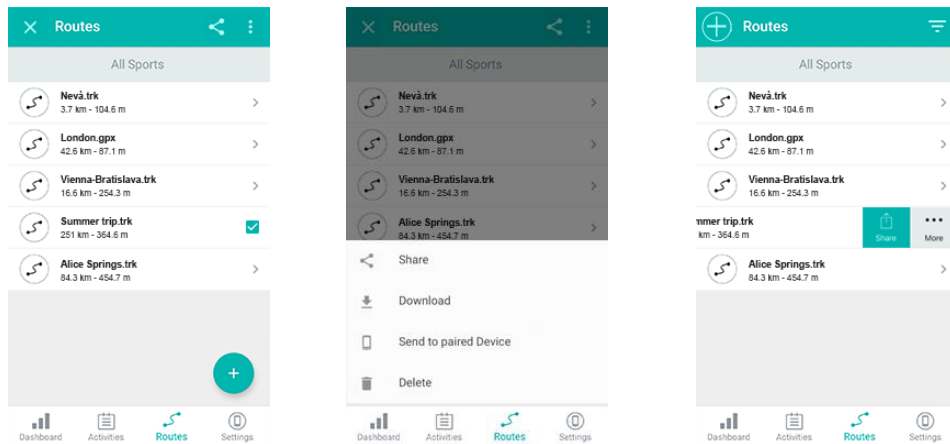 Routes
All Sports
Nevà.trk
3.7 km - 104.6 m
London.gpx
42.6 km - 87.1 m
Vienna-Bratislava.trk
16.6 km - 254.3 m
Summer trip.trk
251 km - 364.6 m
Alice Springs.trk
84.3 km - 454.7 m
Dashboard Activities Routes Settings
Routes
All Sports
Nevà.trk
3.7 km - 104.6 m
London.gpx
42.6 km - 87.1 m
Vienna-Bratislava.trk
16.6 km - 254.3 m
Alice Springs.trk
84.3 km - 454.7 m
Share
Download
Send to paired Device
Delete
Dashboard Activities Routes Settings
Routes
All Sports
Nevà.trk
3.7 km - 104.6 m
London.gpx
42.6 km - 87.1 m
Vienna-Bratislava.trk
16.6 km - 254.3 m
mmer trip.trk
km - 364.6 m
Share More
Alice Springs.trk
84.3 km - 454.7 m
Dashboard Activities Routes Settings